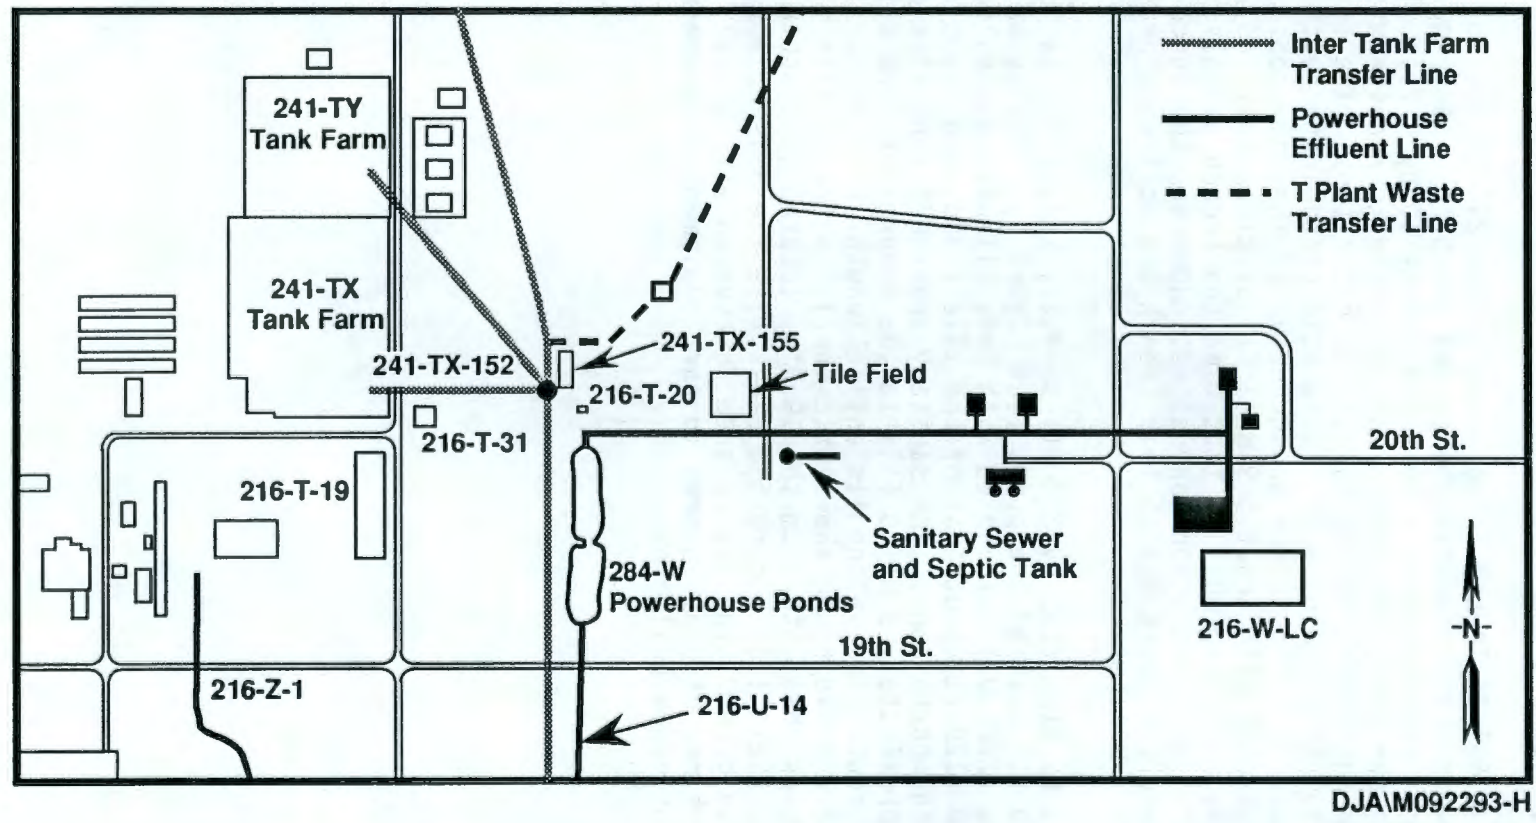 Inter Tank Farm
Transfer Line
Powerhouse
Effluent Line
T Plant Waste
Transfer Line
241-TY
Tank Farm
241-TX
Tank Farm
241-TX-152
241-TX-155
Tile Field
216-T-20
216-T-31
20th St.
216-T-19
Sanitary Sewer
and Septic Tank
284-W
Powerhouse Ponds
216-W-LC
-N-
19th St.
216-Z-1
216-U-14
DJA\M092293-H